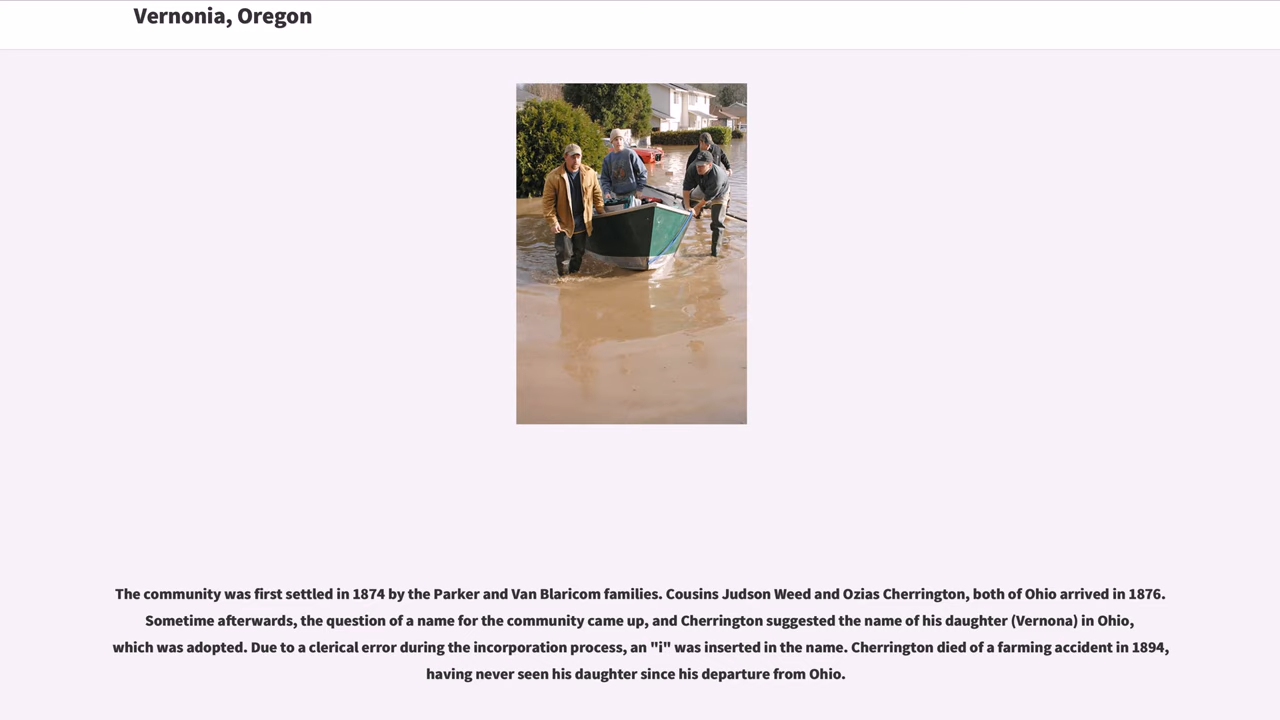 Vernonia, Oregon
The community was first settled in 1874 by the Parker and Van Blaricom families. Cousins Judson Weed and Ozias Cherrington, both of Ohio arrived in 1876.
Sometime afterwards, the question of a name for the community came up, and Cherrington suggested the name of his daughter (Vernona) in Ohio,
which was adopted. Due to a clerical error during the incorporation process, an "i" was inserted in the name. Cherrington died of a farming accident in 1894,
having never seen his daughter since his departure from Ohio.